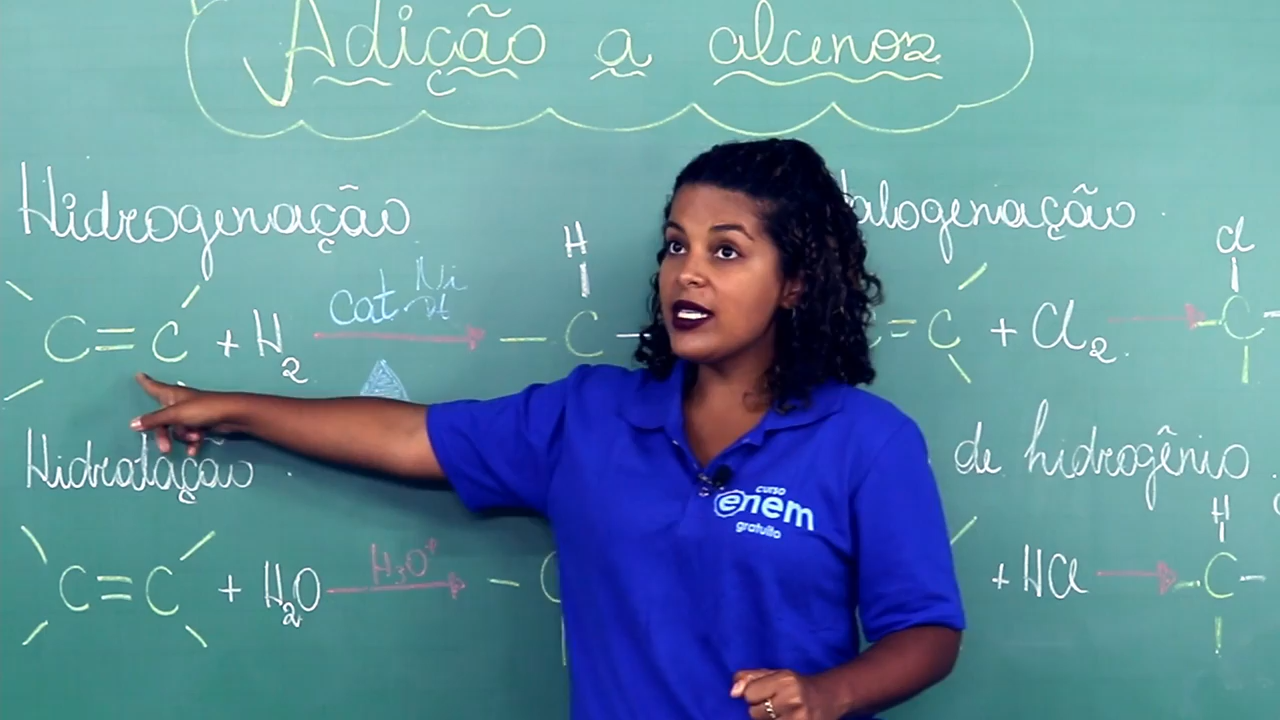 Adição a alcenos
Hidrogenação
C = C + H2
cat Ni
Pt
H
C
alogenação
= C + Cl2
Cl
C
Hidratação
C = C + H2O
H3O+
C
de hidrogênio
+ HCl
H
C
curso
enem
gratuito